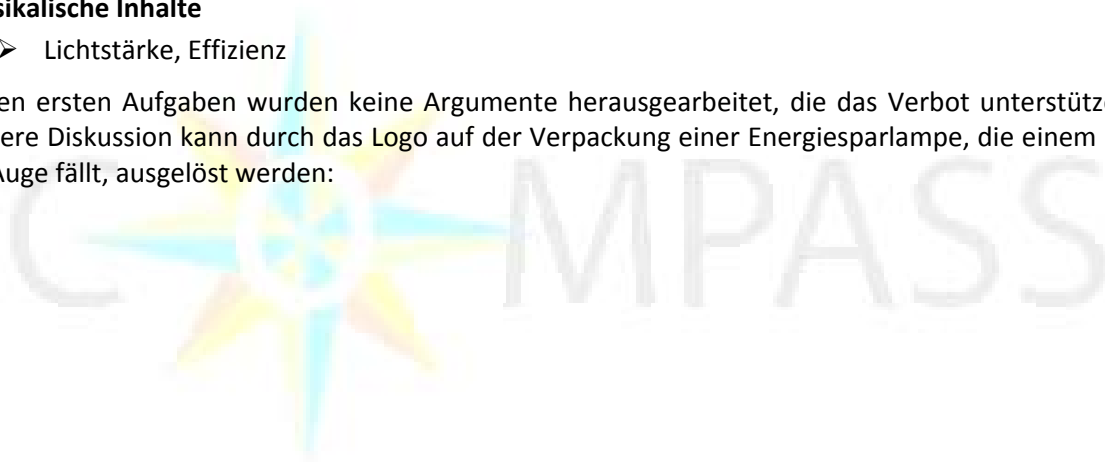 sikalische Inhalte
➢ Lichtstärke, Effizienz
en ersten Aufgaben wurden keine Argumente herausgearbeitet, die das Verbot unterstütz
ere Diskussion kann durch das Logo auf der Verpackung einer Energiesparlampe, die einem
Auge fällt, ausgelöst werden:
C MPASS